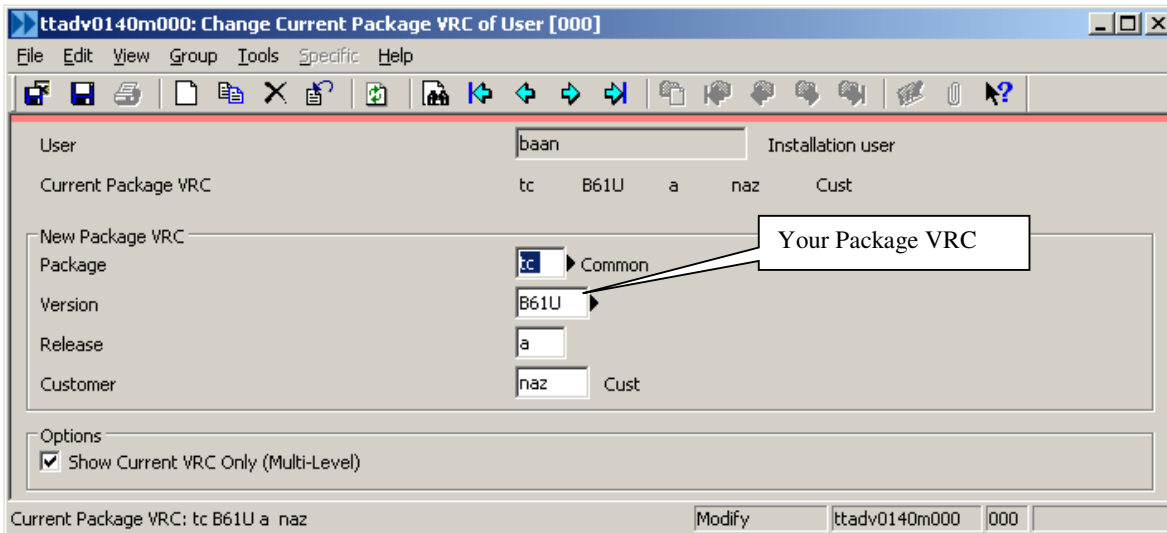 ttadv0140m000: Change Current Package VRC of User [000]
File Edit View Group Tools Specific Help
User baan Installation user
Current Package VRC tc B61U a naz Cust
New Package VRC
Your Package VRC
Package tc Common
Version B61U
Release a
Customer naz Cust
Options
Show Current VRC Only (Multi-Level)
Current Package VRC: tc B61U a naz Modify ttadv0140m000 000